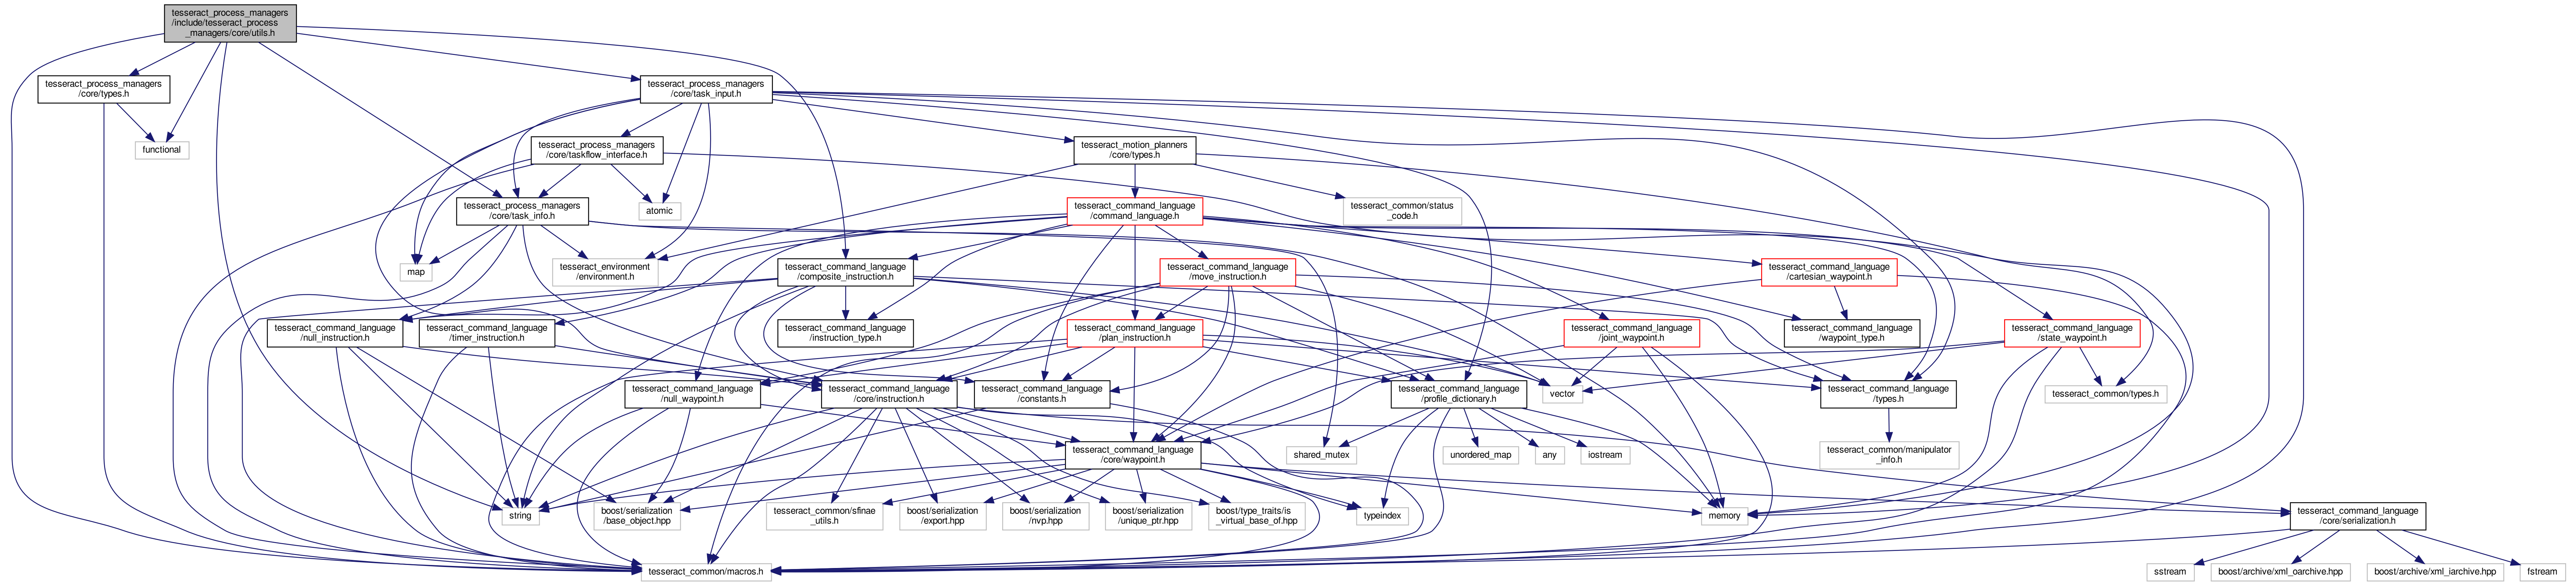 tesseract_process_managers
/include/tesseract_process
_managers/core/utils.h
tesseract_process_managers
/core/types.h
tesseract_process_managers
/core/task_input.h
functional
tesseract_process_managers
/core/taskflow_interface.h
tesseract_motion_planners
/core/types.h
tesseract_process_managers
/core/task_info.h
atomic
tesseract_command_language
/command_language.h
tesseract_common/status
_code.h
map
tesseract_environment
/environment.h
tesseract_command_language
/composite_instruction.h
tesseract_command_language
/move_instruction.h
tesseract_command_language
/cartesian_waypoint.h
tesseract_command_language
/null_instruction.h
tesseract_command_language
/timer_instruction.h
tesseract_command_language
/instruction_type.h
tesseract_command_language
/plan_instruction.h
tesseract_command_language
/joint_waypoint.h
tesseract_command_language
/waypoint_type.h
tesseract_command_language
/state_waypoint.h
tesseract_command_language
/null_waypoint.h
tesseract_command_language
/core/instruction.h
tesseract_command_language
/constants.h
tesseract_command_language
/profile_dictionary.h
vector
tesseract_command_language
/types.h
tesseract_common/types.h
tesseract_command_language
/core/waypoint.h
shared_mutex
unordered_map
any
iostream
tesseract_common/manipulator
_info.h
string
boost/serialization
/base_object.hpp
tesseract_common/sfinae
_utils.h
boost/serialization
/export.hpp
boost/serialization
/nvp.hpp
boost/serialization
/unique_ptr.hpp
boost/type_traits/is
_virtual_base_of.hpp
typeindex
memory
tesseract_command_language
/core/serialization.h
tesseract_common/macros.h
sstream
boost/archive/xml_oarchive.hpp
boost/archive/xml_iarchive.hpp
fstream